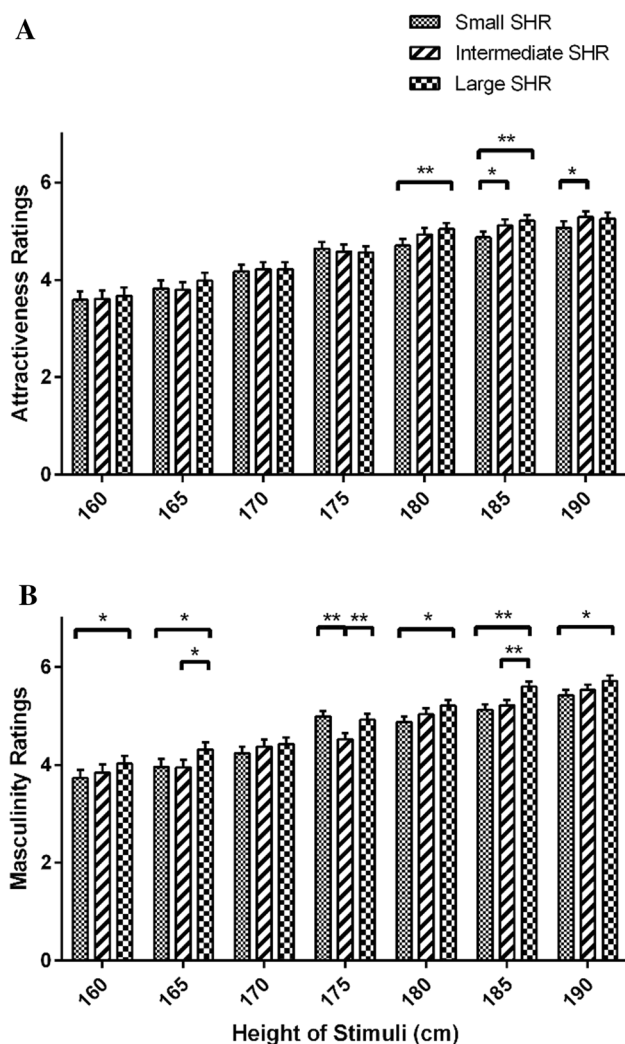 A
Small SHR
Intermediate SHR
Large SHR
Attractiveness Ratings
6
4
2
0
** ** * *
160 165 170 175 180 185 190
B
Masculinity Ratings
6
4
2
0
* * * ** ** * ** ** *
160 165 170 175 180 185 190
Height of Stimuli (cm)